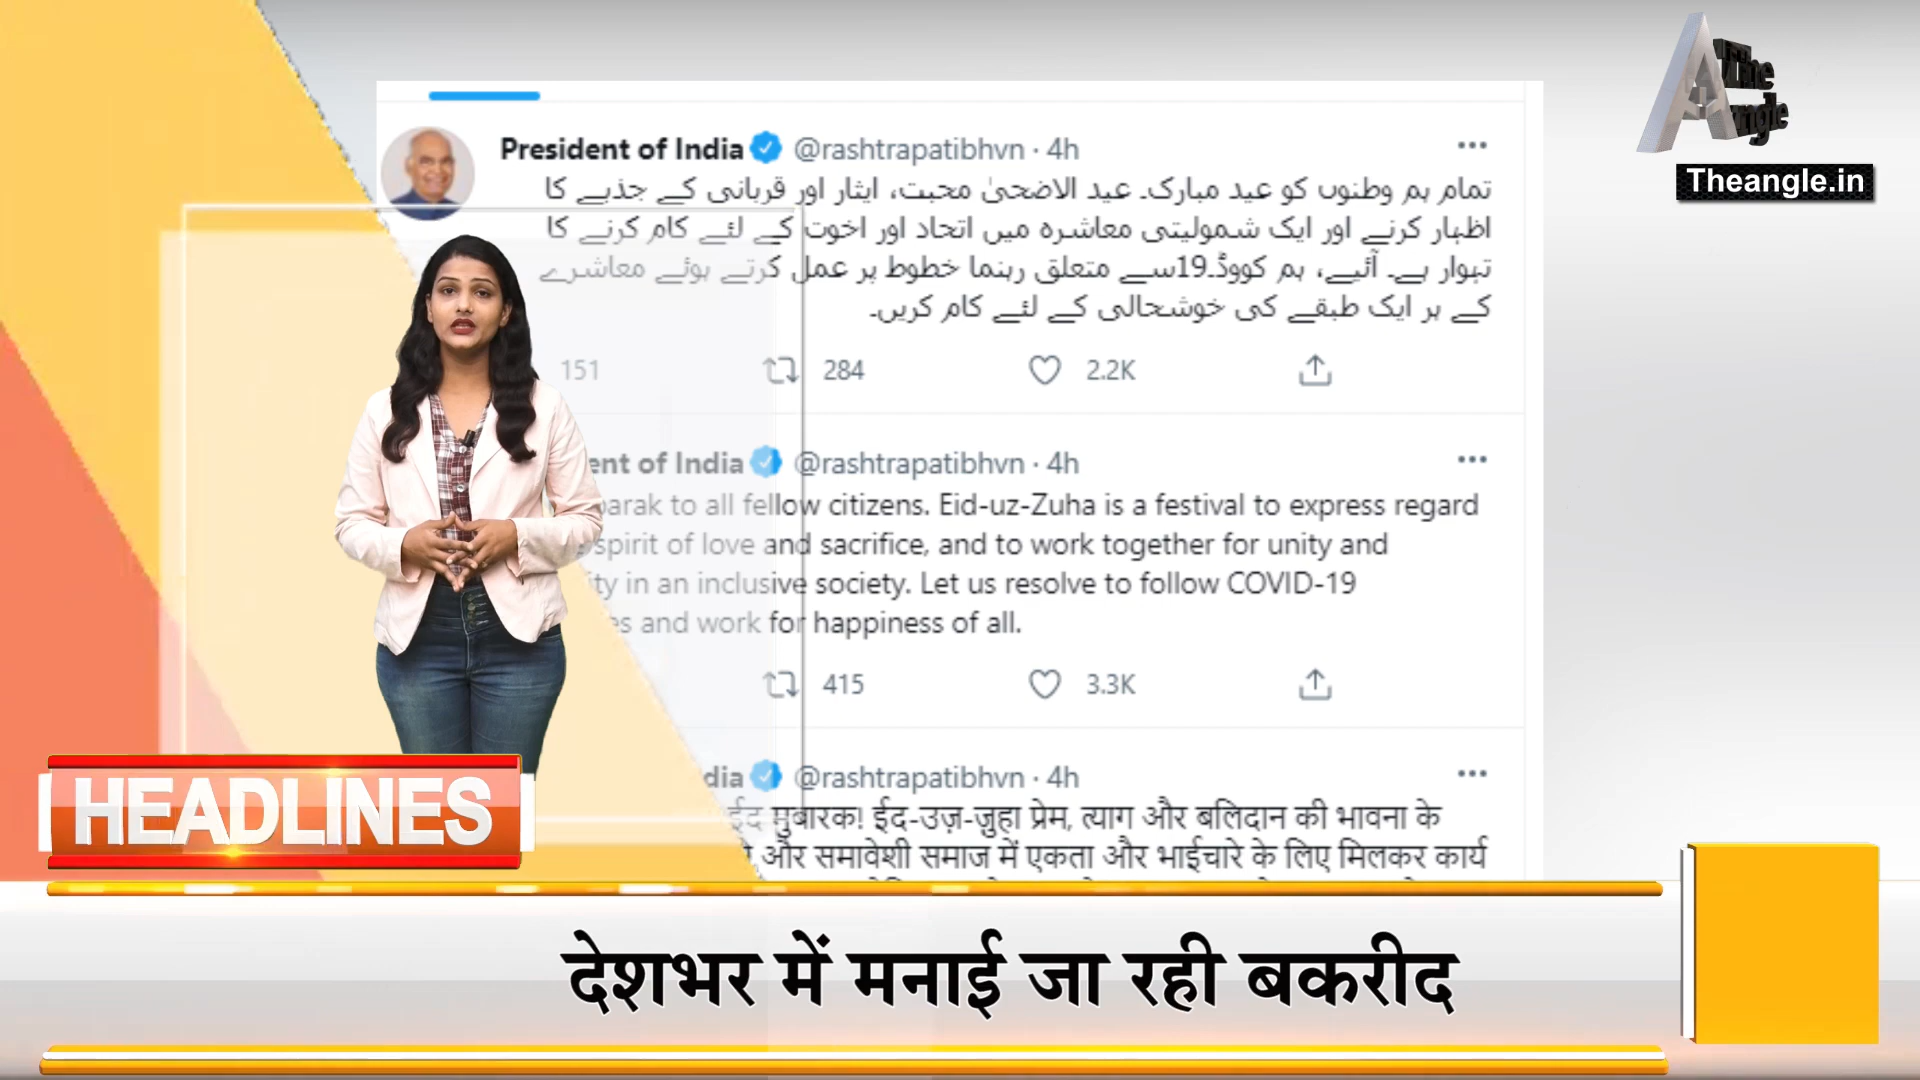 The
Angle
Theangle.in
President of India @rashtrapatibhvn · 4h
تمام ہم وطنوں کو عید مبارک۔ عید الاضحیٰ محبت، ایثار اور قربانی کے جذبے کا
اظہار کرنے اور ایک شمولیتی معاشرہ میں اتحاد اور اخوت کے لئے کام کرنے کا
تہوار ہے۔ آئیے، ہم کووڈ۔19سے متعلق رہنما خطوط پر عمل کرتے ہوئے معاشرے
کے ہر ایک طبقے کی خوشحالی کے لئے کام کریں۔
151 284 2.2K
ent of India @rashtrapatibhvn · 4h
barak to all fellow citizens. Eid-uz-Zuha is a festival to express regard
spirit of love and sacrifice, and to work together for unity and
ity in an inclusive society. Let us resolve to follow COVID-19
es and work for happiness of all.
415 3.3K
dia @rashtrapatibhvn · 4h
ईद मुबारक! ईद-उज़-ज़ुहा प्रेम, त्याग और बलिदान की भावना के
और समावेशी समाज में एकता और भाईचारे के लिए मिलकर कार्य
HEADLINES
देशभर में मनाई जा रही बकरीद